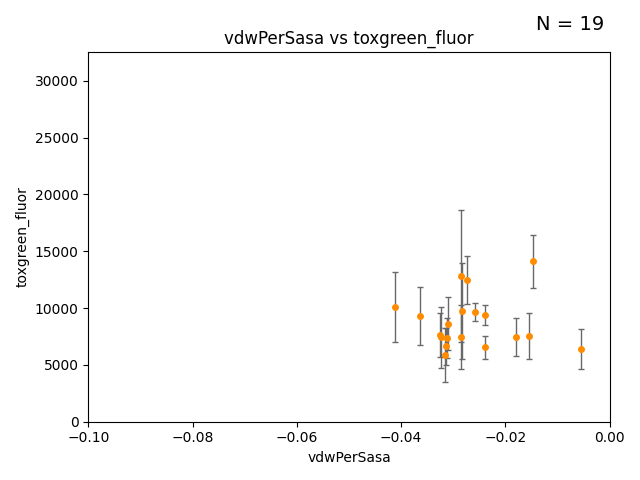 N = 19
vdwPerSasa vs toxgreen_fluor
30000
25000
20000
15000
10000
5000
0
toxgreen_fluor
−0.10 −0.08 −0.06 −0.04 −0.02 0.00
vdwPerSasa